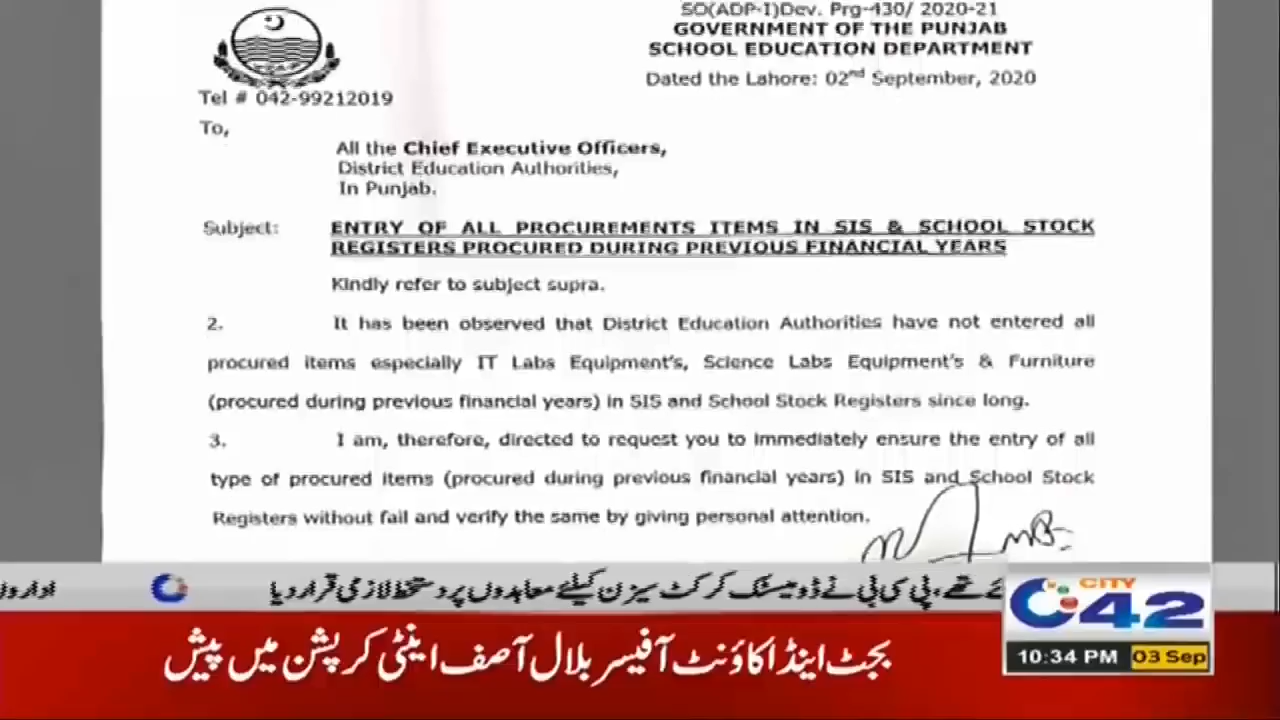 SO(ADP-I)Dev. Prg-430/ 2020-21
GOVERNMENT OF THE PUNJAB
SCHOOL EDUCATION DEPARTMENT
Dated the Lahore: 02nd September, 2020
Tel # 042-99212019
To,
All the Chief Executive Officers,
District Education Authorities,
In Punjab.
Subject: ENTRY OF ALL PROCUREMENTS ITEMS IN SIS & SCHOOL STOCK
REGISTERS PROCURED DURING PREVIOUS FINANCIAL YEARS
Kindly refer to subject supra.
2. It has been observed that District Education Authorities have not entered all
procured items especially IT Labs Equipment's, Science Labs Equipment's & Furniture
(procured during previous financial years) in SIS and School Stock Registers since long.
3. I am, therefore, directed to request you to immediately ensure the entry of all
type of procured items (procured during previous financial years) in SIS and School Stock
Registers without fail and verify the same by giving personal attention.
تھے، پی سی بی نے ڈومیسٹک کرکٹ سیزن کیلئے معاہدوں پر دستخط لازمی قرار دیا
CITY
42
بجٹ اینڈ اکاؤنٹ آفیسر بلال آصف اینٹی کرپشن میں پیش
10:34 PM 03 Sep